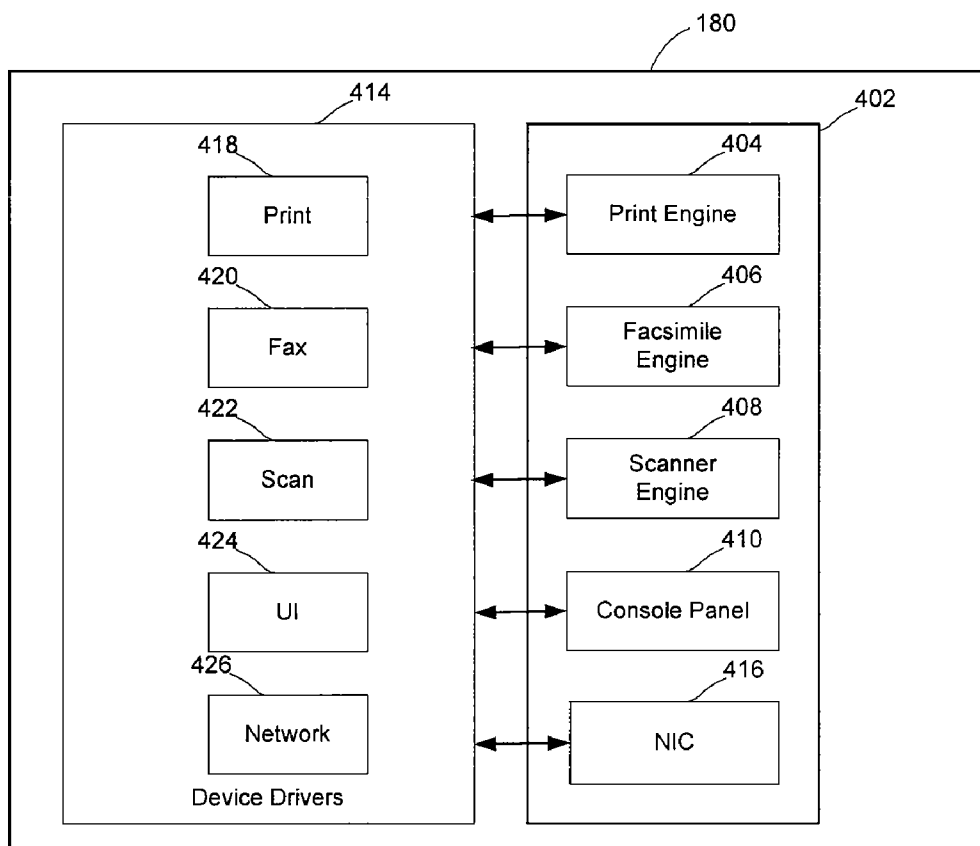 180
414
402
418
Print
404
Print Engine
420
Fax
406
Facsimile
Engine
422
Scan
408
Scanner
Engine
424
UI
410
Console Panel
426
Network
416
NIC
Device Drivers